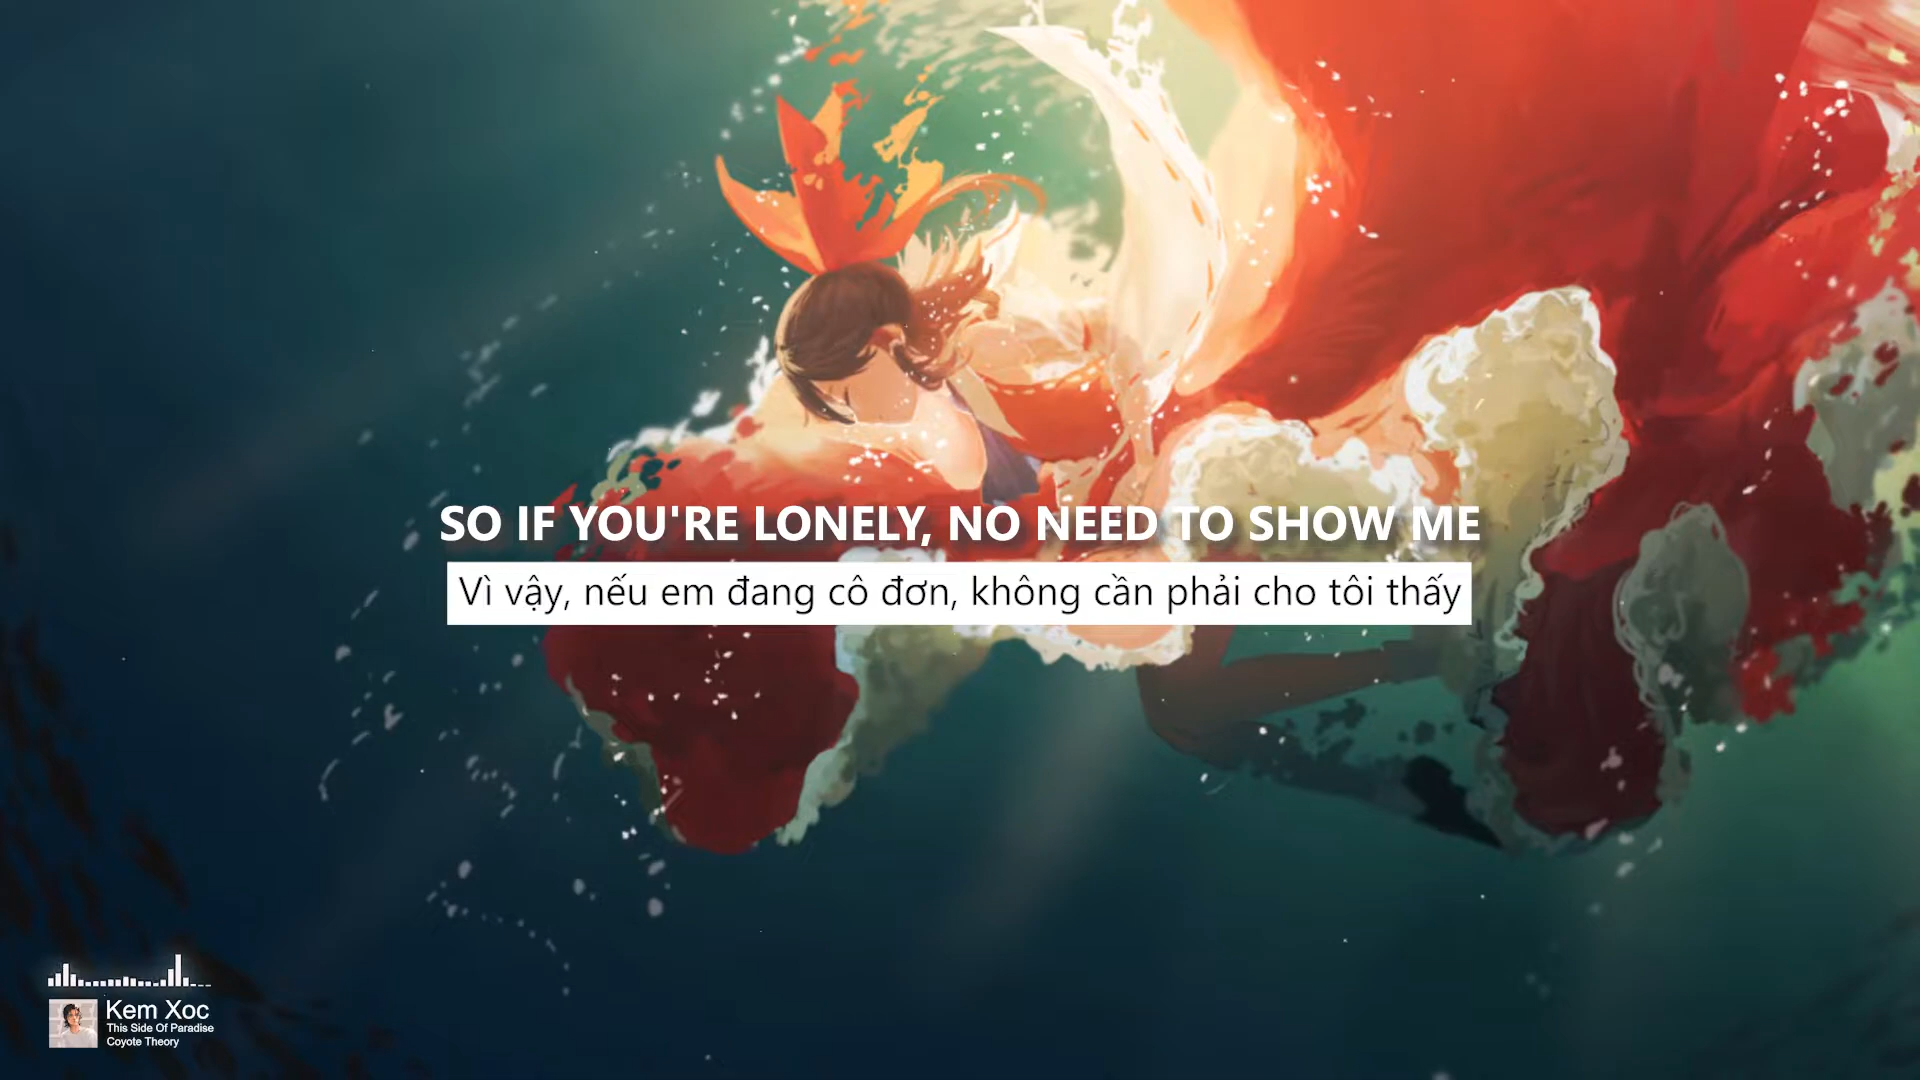 SO IF YOU'RE LONELY, NO NEED TO SHOW ME
Vì vậy, nếu em đang cô đơn, không cần phải cho tôi thấy
Kem Xoc
This Side Of Paradise
Coyote Theory